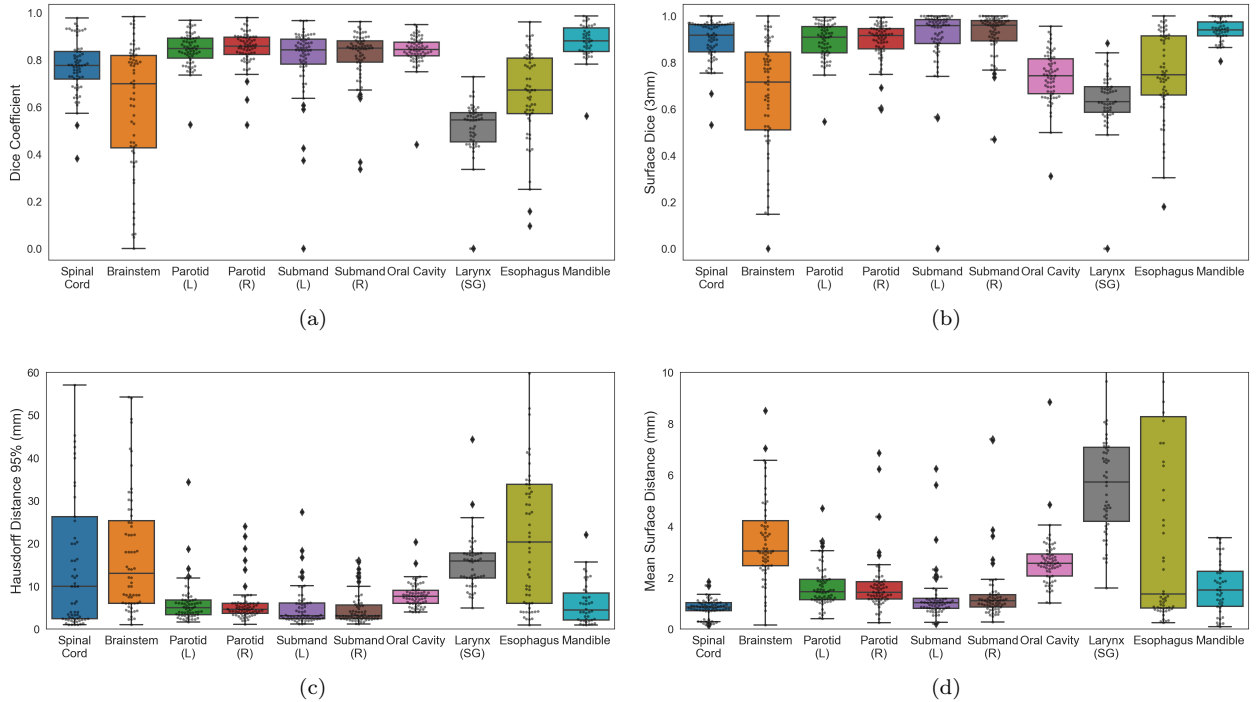 Dice Coefficient
1.0
0.8
0.6
0.4
0.2
0.0
Spinal Brainstem Parotid Parotid Submand Submand Oral Cavity Larynx Esophagus Mandible
Cord (L) (R) (L) (R) (SG)
(a)
Surface Dice (3mm)
1.0
0.8
0.6
0.4
0.2
0.0
Spinal Brainstem Parotid Parotid Submand Submand Oral Cavity Larynx Esophagus Mandible
Cord (L) (R) (L) (R) (SG)
(b)
Hausdorff Distance 95% (mm)
60
50
40
30
20
10
0
Spinal Brainstem Parotid Parotid Submand Submand Oral Cavity Larynx Esophagus Mandible
Cord (L) (R) (L) (R) (SG)
(c)
Mean Surface Distance (mm)
10
8
6
4
2
0
Spinal Brainstem Parotid Parotid Submand Submand Oral Cavity Larynx Esophagus Mandible
Cord (L) (R) (L) (R) (SG)
(d)